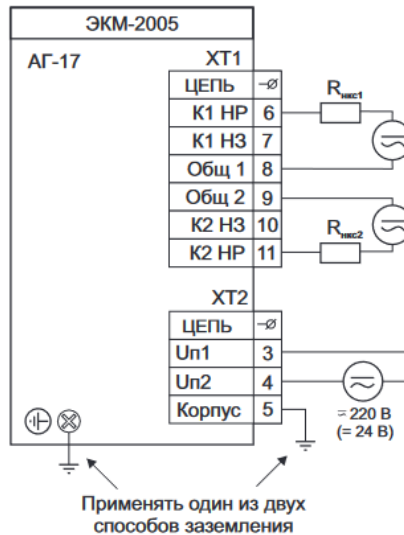 ЭКМ-2005
АГ-17
XT1
ЦЕПЬ
К1 НР 6
К1 НЗ 7
Общ 1 8
Общ 2 9
К2 НЗ 10
К2 НР 11
Rнкс1
Rнкс2
XT2
ЦЕПЬ
Uп1 3
Uп2 4
Корпус 5
≂ 220 В
(= 24 В)
Применять один из двух
способов заземления